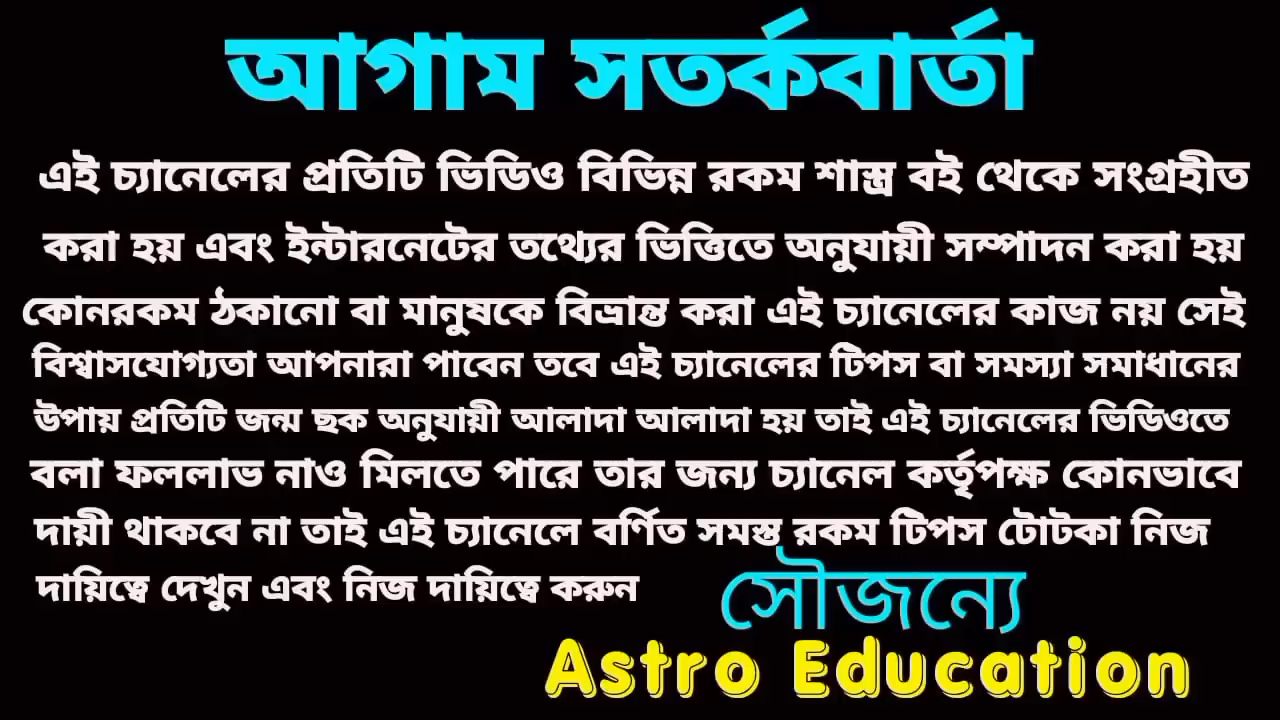 আগাম সতর্কবার্তা
এই চ্যানেলের প্রতিটি ভিডিও বিভিন্ন রকম শাস্ত্র বই থেকে সংগ্রহীত
করা হয় এবং ইন্টারনেটের তথ্যের ভিত্তিতে অনুযায়ী সম্পাদন করা হয়
কোনরকম ঠকানো বা মানুষকে বিভ্রান্ত করা এই চ্যানেলের কাজ নয় সেই
বিশ্বাসযোগ্যতা আপনারা পাবেন তবে এই চ্যানেলের টিপস বা সমস্যা সমাধানের
উপায় প্রতিটি জন্ম ছক অনুযায়ী আলাদা আলাদা হয় তাই এই চ্যানেলের ভিডিওতে
বলা ফললাভ নাও মিলতে পারে তার জন্য চ্যানেল কর্তৃপক্ষ কোনভাবে
দায়ী থাকবে না তাই এই চ্যানেলে বর্ণিত সমস্ত রকম টিপস টোটকা নিজ
দায়িত্বে দেখুন এবং নিজ দায়িত্বে করুন
সৌজন্যে
Astro Education